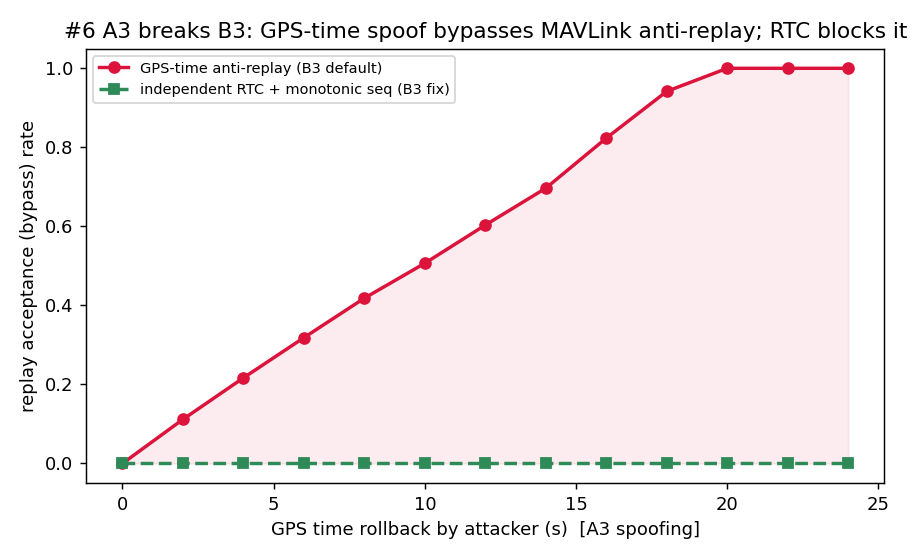 #6 A3 breaks B3: GPS-time spoof bypasses MAVLink anti-replay; RTC blocks it
GPS-time anti-replay (B3 default)
independent RTC + monotonic seq (B3 fix)
replay acceptance (bypass) rate
1.0
0.8
0.6
0.4
0.2
0.0
0
5
10
15
20
25
GPS time rollback by attacker (s)  [A3 spoofing]